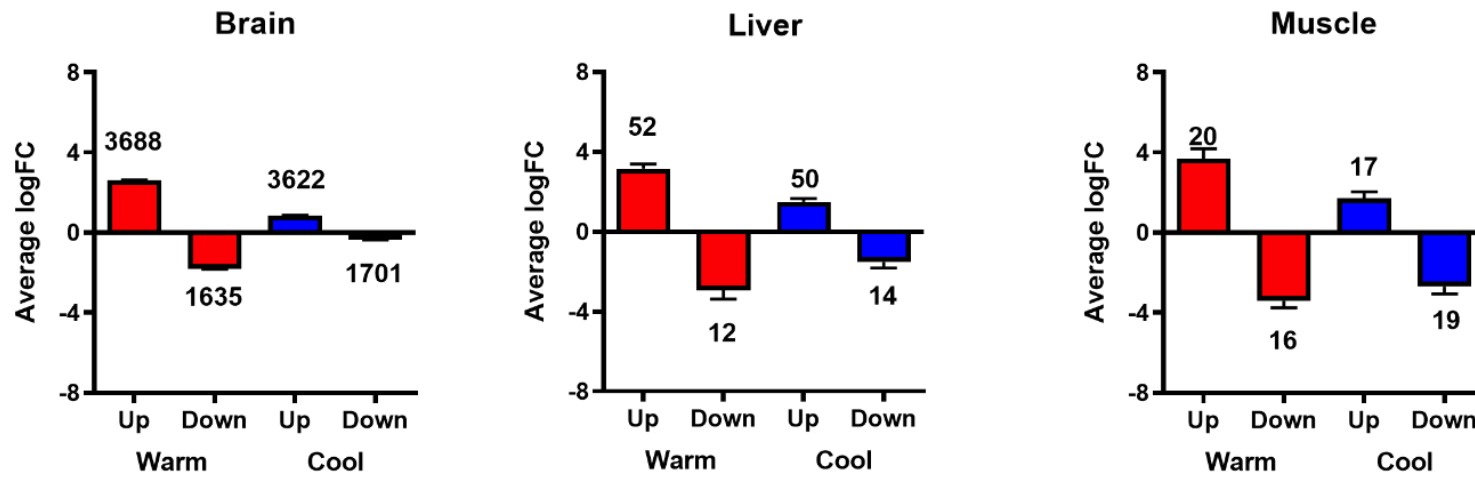 Brain
Average logFC
8
4
0
-4
-8
3688
1635
3622
1701
Up Down Up Down
Warm Cool
Liver
Average logFC
8
4
0
-4
-8
52
12
50
14
Up Down Up Down
Warm Cool
Muscle
Average logFC
8
4
0
-4
-8
20
16
17
19
Up Down Up Down
Warm Cool